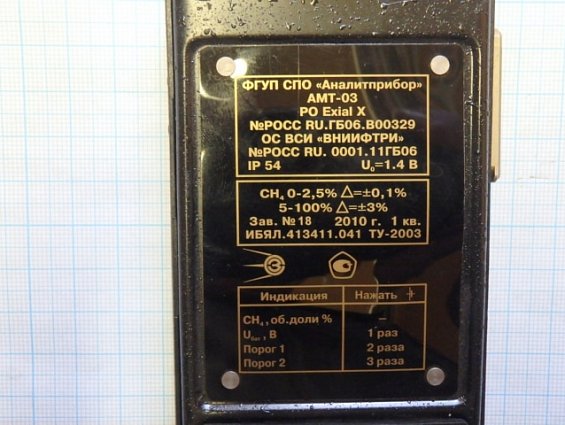 ФГУП СПО «Аналитприбор»
АМТ-03
РО ExiaI X
№РОСС RU.ГБ06.В00329
ОС ВСИ «ВНИИФТРИ»
№РОСС RU. 0001.11ГБ06
IP 54 U₀=1.4 В
CH₄ 0-2,5% △=±0,1%
5-100% △=±3%
Зав. №18 2010 г. 1 кв.
ИБЯЛ.413411.041 ТУ-2003
Индикация Нажать
CH₄, об.доли % –
Uбат, В 1 раз
Порог 1 2 раза
Порог 2 3 раза